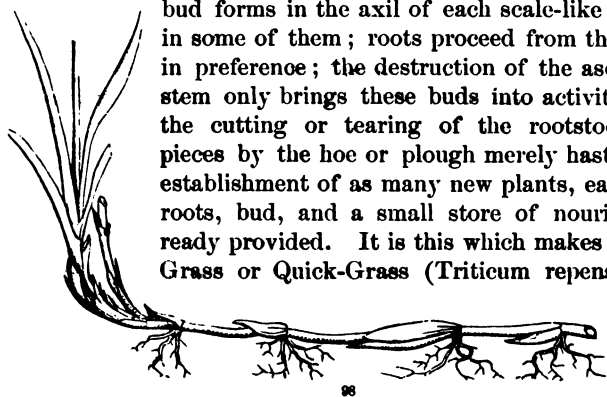 bud forms in the axil of each scale-like
in some of them; roots proceed from th
in preference; the destruction of the as
stem only brings these buds into activit
the cutting or tearing of the rootsto
pieces by the hoe or plough merely hast
establishment of as many new plants, ea
roots, bud, and a small store of nouri
ready provided. It is this which makes
Grass or Quick-Grass (Triticum repen
98